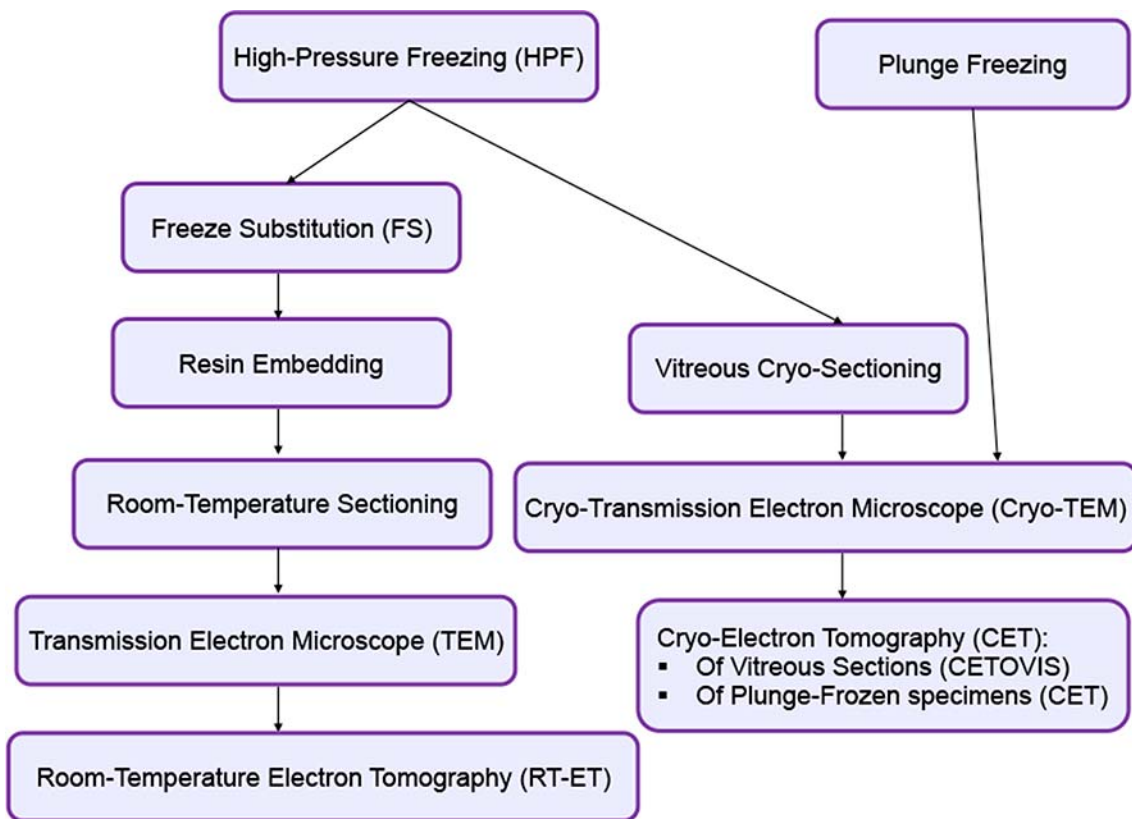 High-Pressure Freezing (HPF)
Plunge Freezing
Freeze Substitution (FS)
Resin Embedding
Vitreous Cryo-Sectioning
Room-Temperature Sectioning
Cryo-Transmission Electron Microscope (Cryo-TEM)
Transmission Electron Microscope (TEM)
Cryo-Electron Tomography (CET):
▪ Of Vitreous Sections (CETOVIS)
▪ Of Plunge-Frozen specimens (CET)
Room-Temperature Electron Tomography (RT-ET)